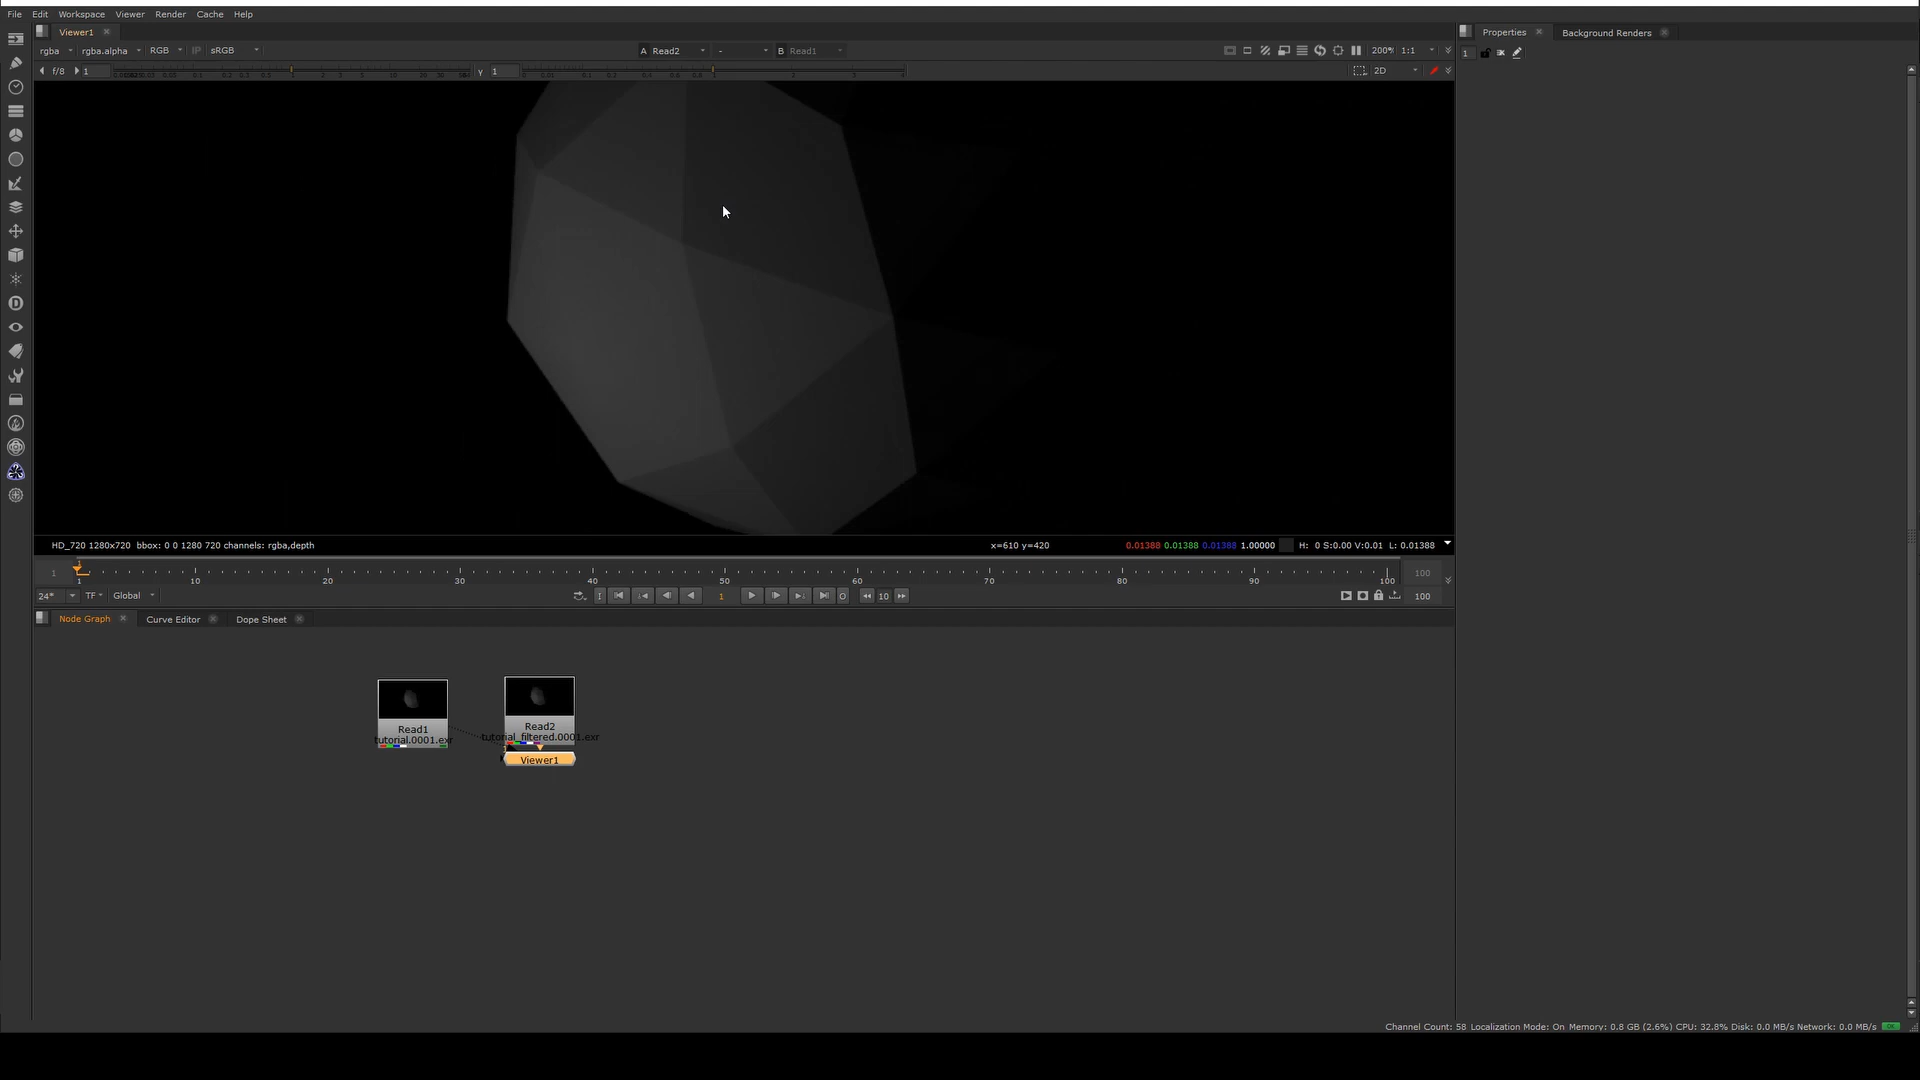 File Edit Workspace Viewer Render Cache Help
Viewer1
Properties Background Renders
rgba rgba.alpha RGB IP sRGB A Read2 - B Read1 200% 1:1
1
f/8 1 γ 1 2D
HD_720 1280x720 bbox: 0 0 1280 720 channels: rgba,depth x=610 y=420 0.01388 0.01388 0.01388 1.00000 H: 0 S:0.00 V:0.01 L: 0.01388
1 1 10 20 30 40 50 60 70 80 90 100 100
24* TF Global I 1 O 10 100
Node Graph Curve Editor Dope Sheet
Read1
tutorial.0001.exr
Read2
tutorial_filtered.0001.exr
Viewer1
Channel Count: 58 Localization Mode: On Memory: 0.8 GB (2.6%) CPU: 32.8% Disk: 0.0 MB/s Network: 0.0 MB/s